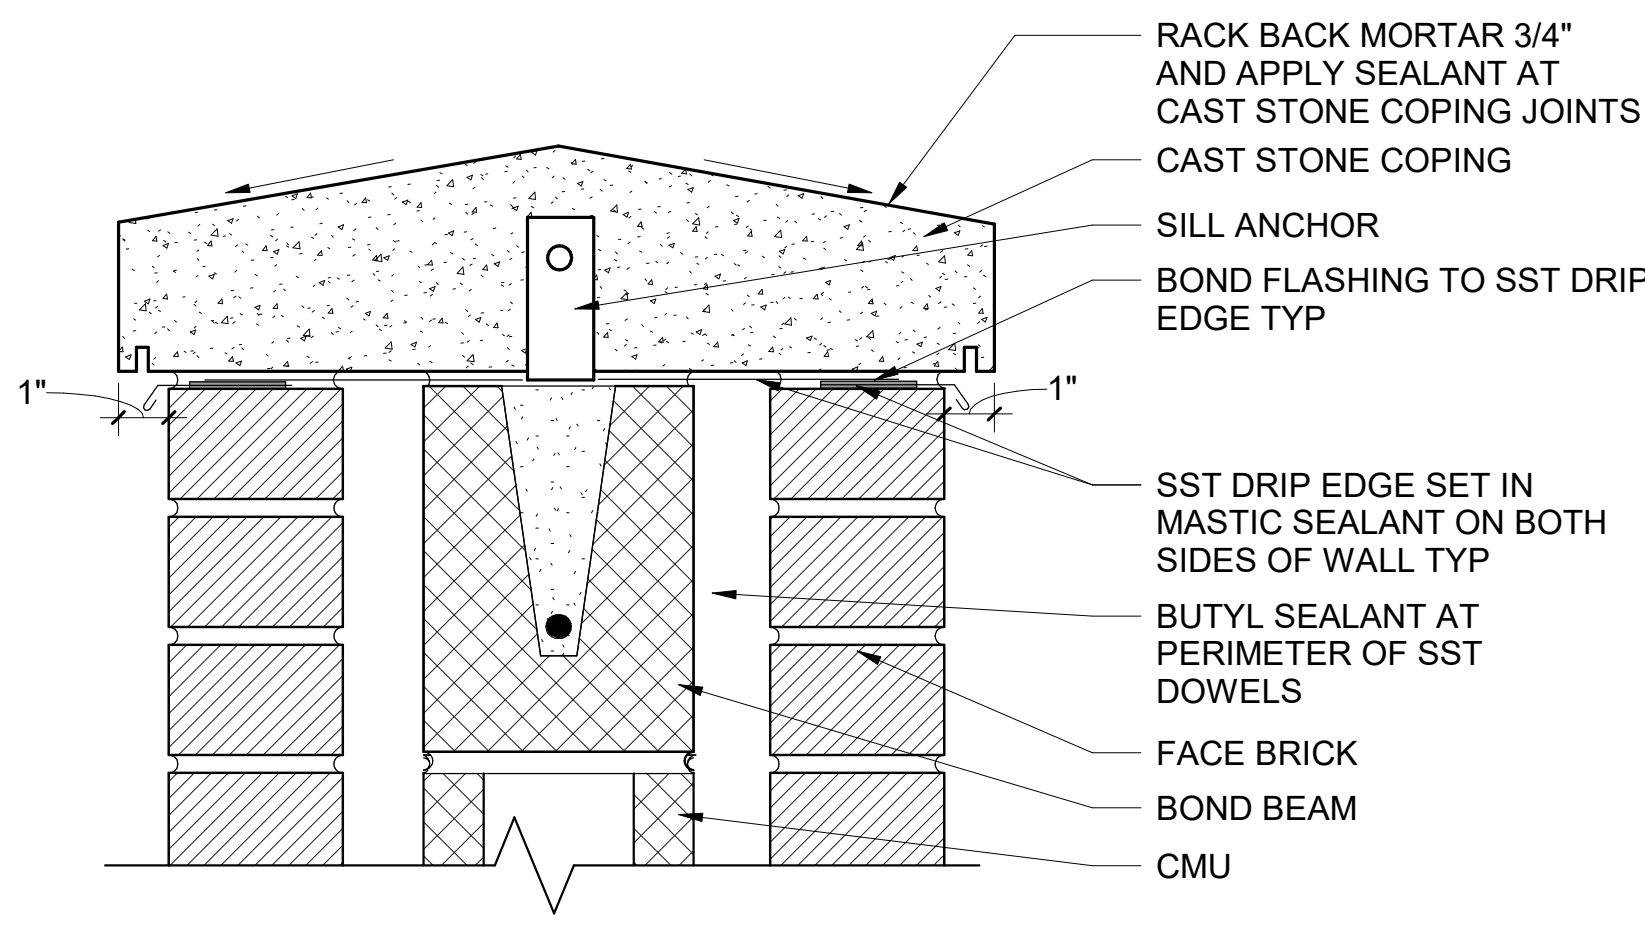 RACK BACK MORTAR 3/4"
AND APPLY SEALANT AT
CAST STONE COPING JOINTS
CAST STONE COPING
SILL ANCHOR
BOND FLASHING TO SST DRIP
EDGE TYP
1"
1"
SST DRIP EDGE SET IN
MASTIC SEALANT ON BOTH
SIDES OF WALL TYP
BUTYL SEALANT AT
PERIMETER OF SST
DOWELS
FACE BRICK
BOND BEAM
CMU